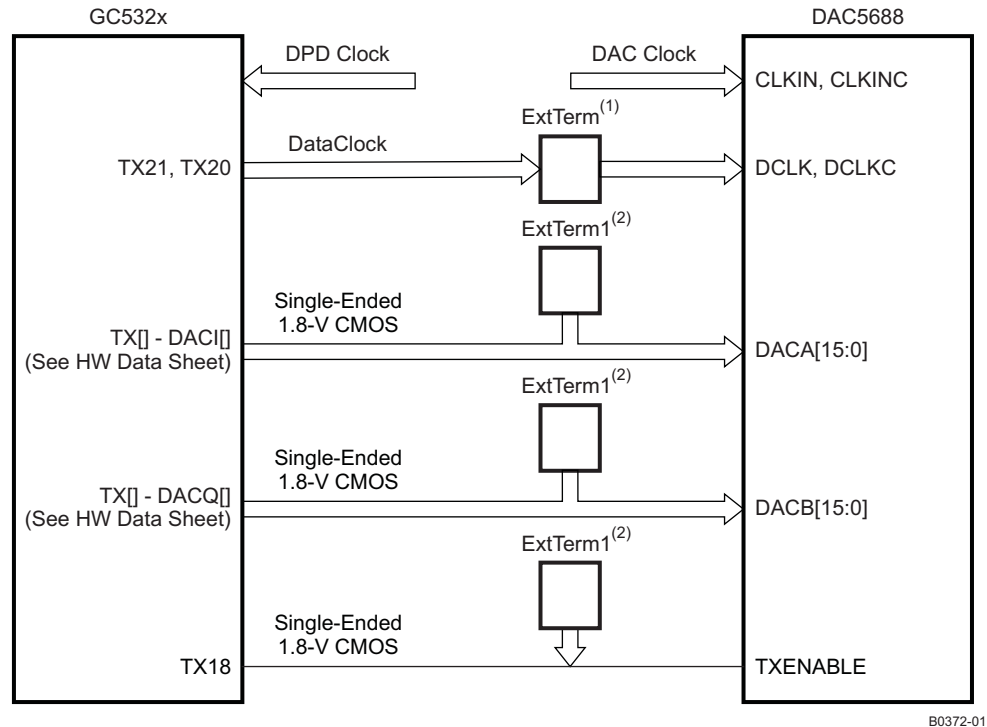 GC532x
DAC5688
DPD Clock
DAC Clock
CLKIN, CLKINC
ExtTerm(1)
DataClock
TX21, TX20
DCLK, DCLKC
ExtTerm1(2)
Single-Ended
1.8-V CMOS
TX[] - DACI[]
(See HW Data Sheet)
DACA[15:0]
ExtTerm1(2)
Single-Ended
1.8-V CMOS
TX[] - DACQ[]
(See HW Data Sheet)
DACB[15:0]
ExtTerm1(2)
Single-Ended
1.8-V CMOS
TX18
TXENABLE
B0372-01